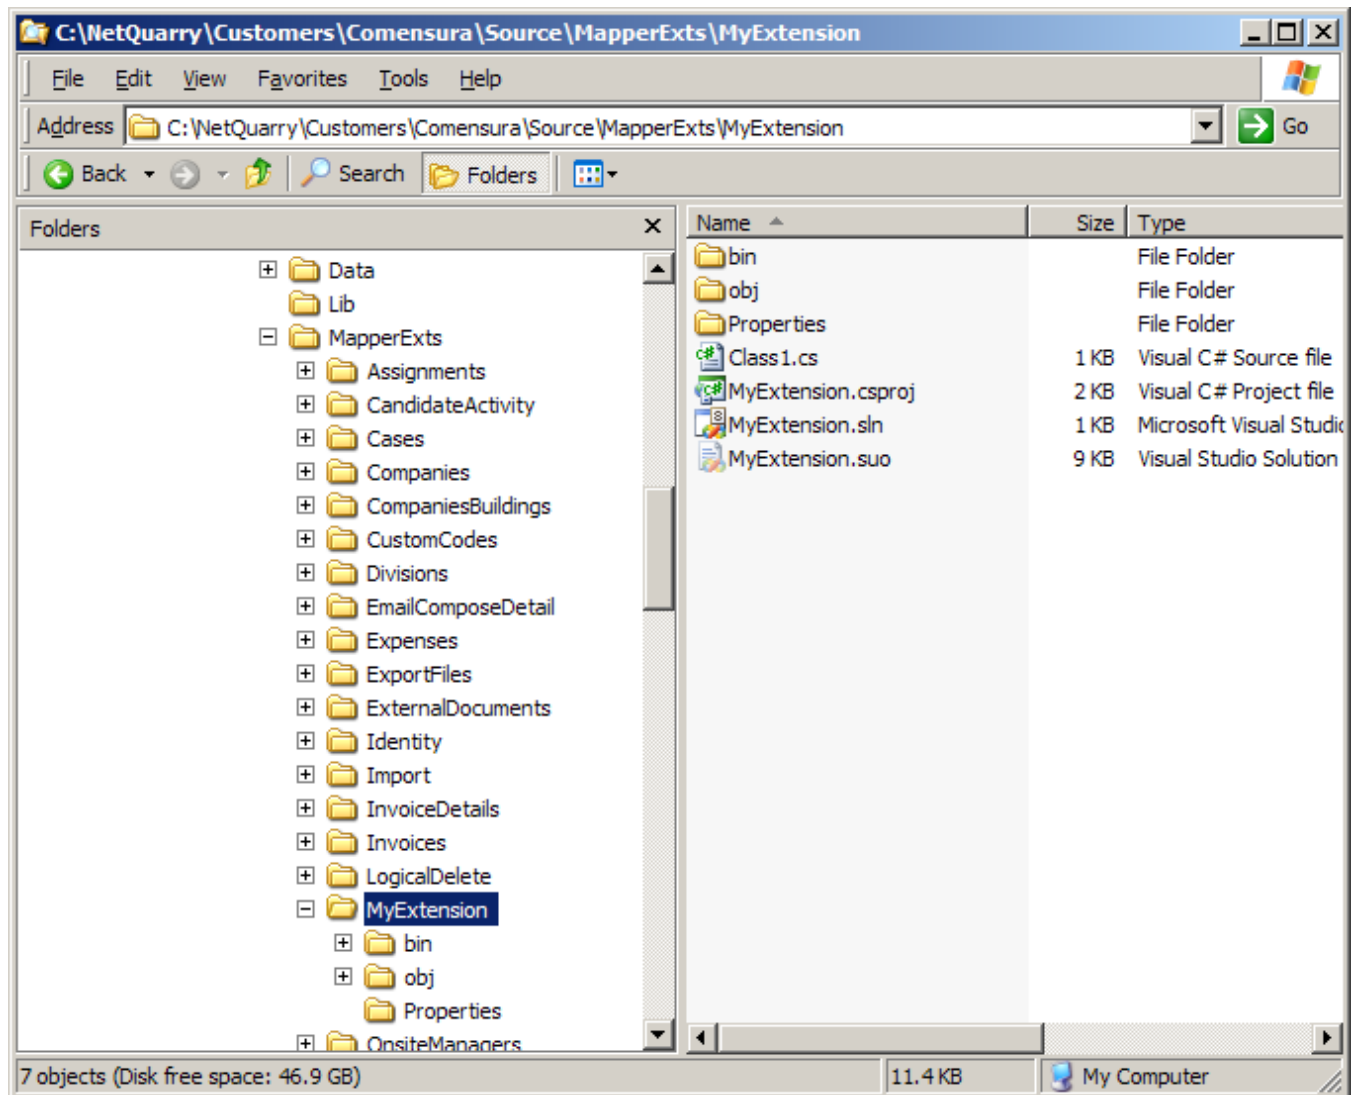 C:\NetQuarry\Customers\Comensura\Source\MapperExts\MyExtension
File Edit View Favorites Tools Help
Address C:\NetQuarry\Customers\Comensura\Source\MapperExts\MyExtension Go
Back Search Folders
Folders
Data
Lib
MapperExts
Assignments
CandidateActivity
Cases
Companies
CompaniesBuildings
CustomCodes
Divisions
EmailComposeDetail
Expenses
ExportFiles
ExternalDocuments
Identity
Import
InvoiceDetails
Invoices
LogicalDelete
MyExtension
bin
obj
Properties
OnsiteManagers
Name Size Type
bin File Folder
obj File Folder
Properties File Folder
Class1.cs 1 KB Visual C# Source file
MyExtension.csproj 2 KB Visual C# Project file
MyExtension.sln 1 KB Microsoft Visual Studio
MyExtension.suo 9 KB Visual Studio Solution
7 objects (Disk free space: 46.9 GB) 11.4 KB My Computer